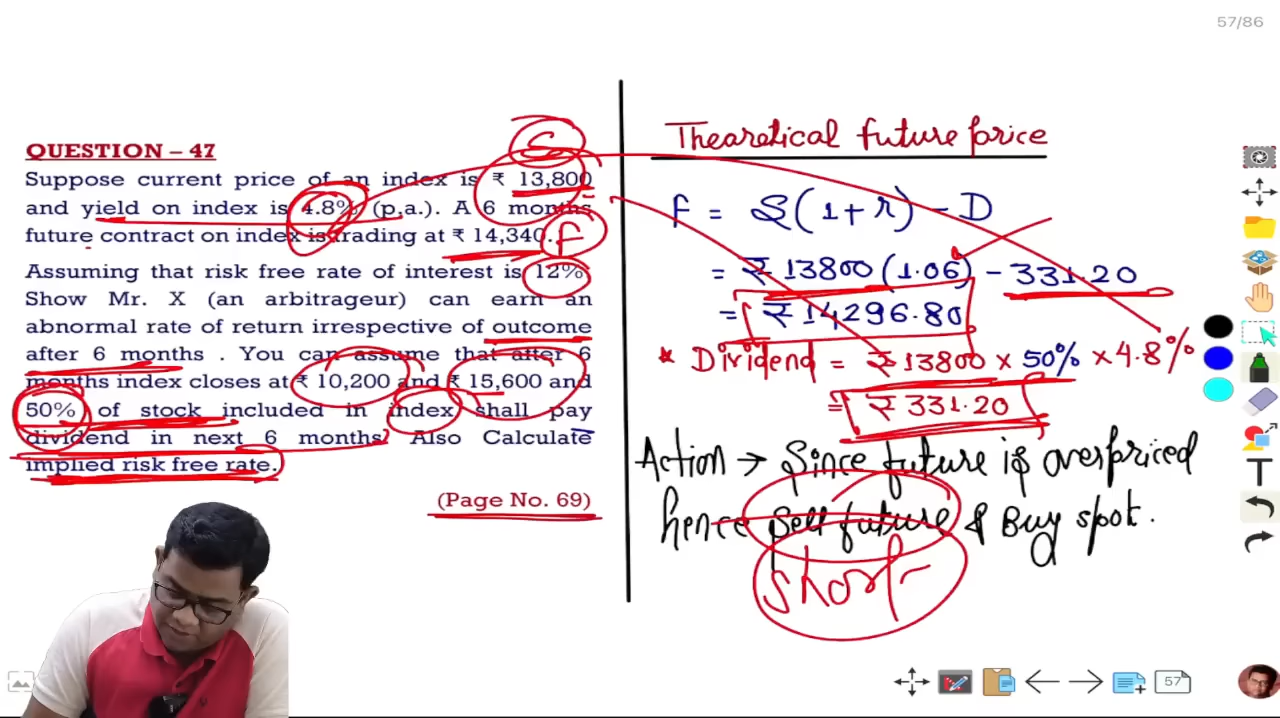 57/86
QUESTION – 47
Suppose current price of an index is ₹ 13,800
and yield on index is 4.8% (p.a.). A 6 months
future contract on index is trading at ₹ 14,340.
Assuming that risk free rate of interest is 12%
Show Mr. X (an arbitrageur) can earn an
abnormal rate of return irrespective of outcome
after 6 months . You can assume that after 6
months index closes at ₹ 10,200 and ₹ 15,600 and
50% of stock included in index shall pay
dividend in next 6 months. Also Calculate
implied risk free rate.
(Page No. 69)
S
f
Thearetical future price
F = S(1+r) - D
= ₹ 13800 (1.06) - 331.20
= ₹ 14296.80
* Dividend = ₹ 13800 × 50% × 4.8%
= ₹ 331.20
Action → Since future is overpriced
hence Sell future & Buy spot.
short
T
57